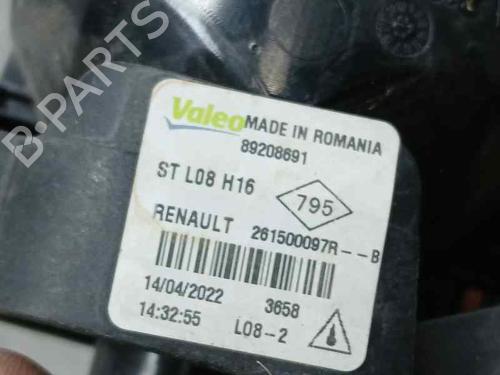 Valeo MADE IN ROMANIA
89208691
ST L08 H16
795
RENAULT 261500097R--B
14/04/2022 3658
14:32:55 L08-2
B-PARTS